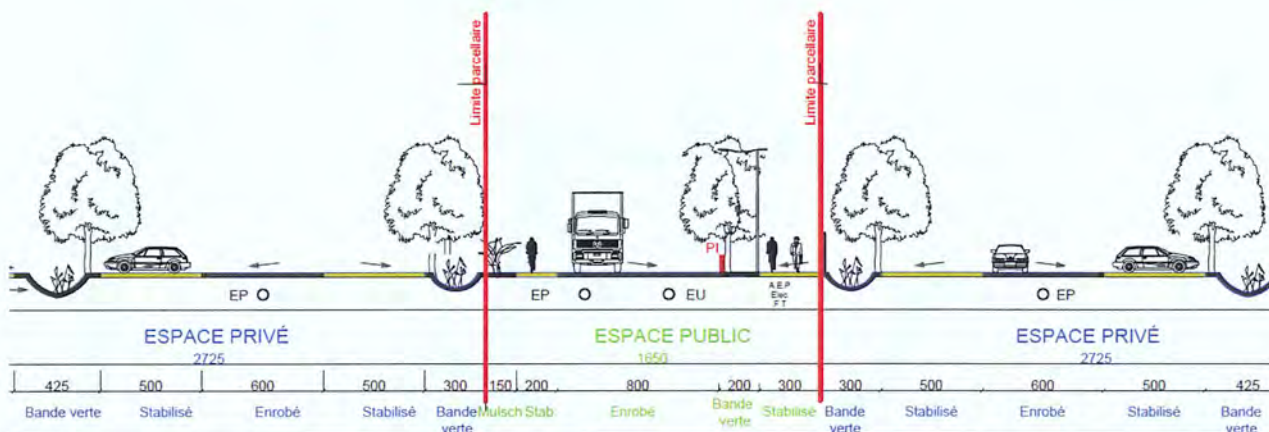 Limite parcellaire
Limite parcellaire
PI
EP
EP
EU
A.E.P
Elec
F T
EP
ESPACE PRIVÉ
2725
ESPACE PUBLIC
1650
ESPACE PRIVÉ
2725
425 500 600 500 300 150 200 800 200 300 300 500 600 500 425
Bande verte Stabilisé Enrobé Stabilisé Bande verte Mulsch Stab. Enrobé Bande verte Stabilisé Bande verte Stabilisé Enrobé Stabilisé Bande verte